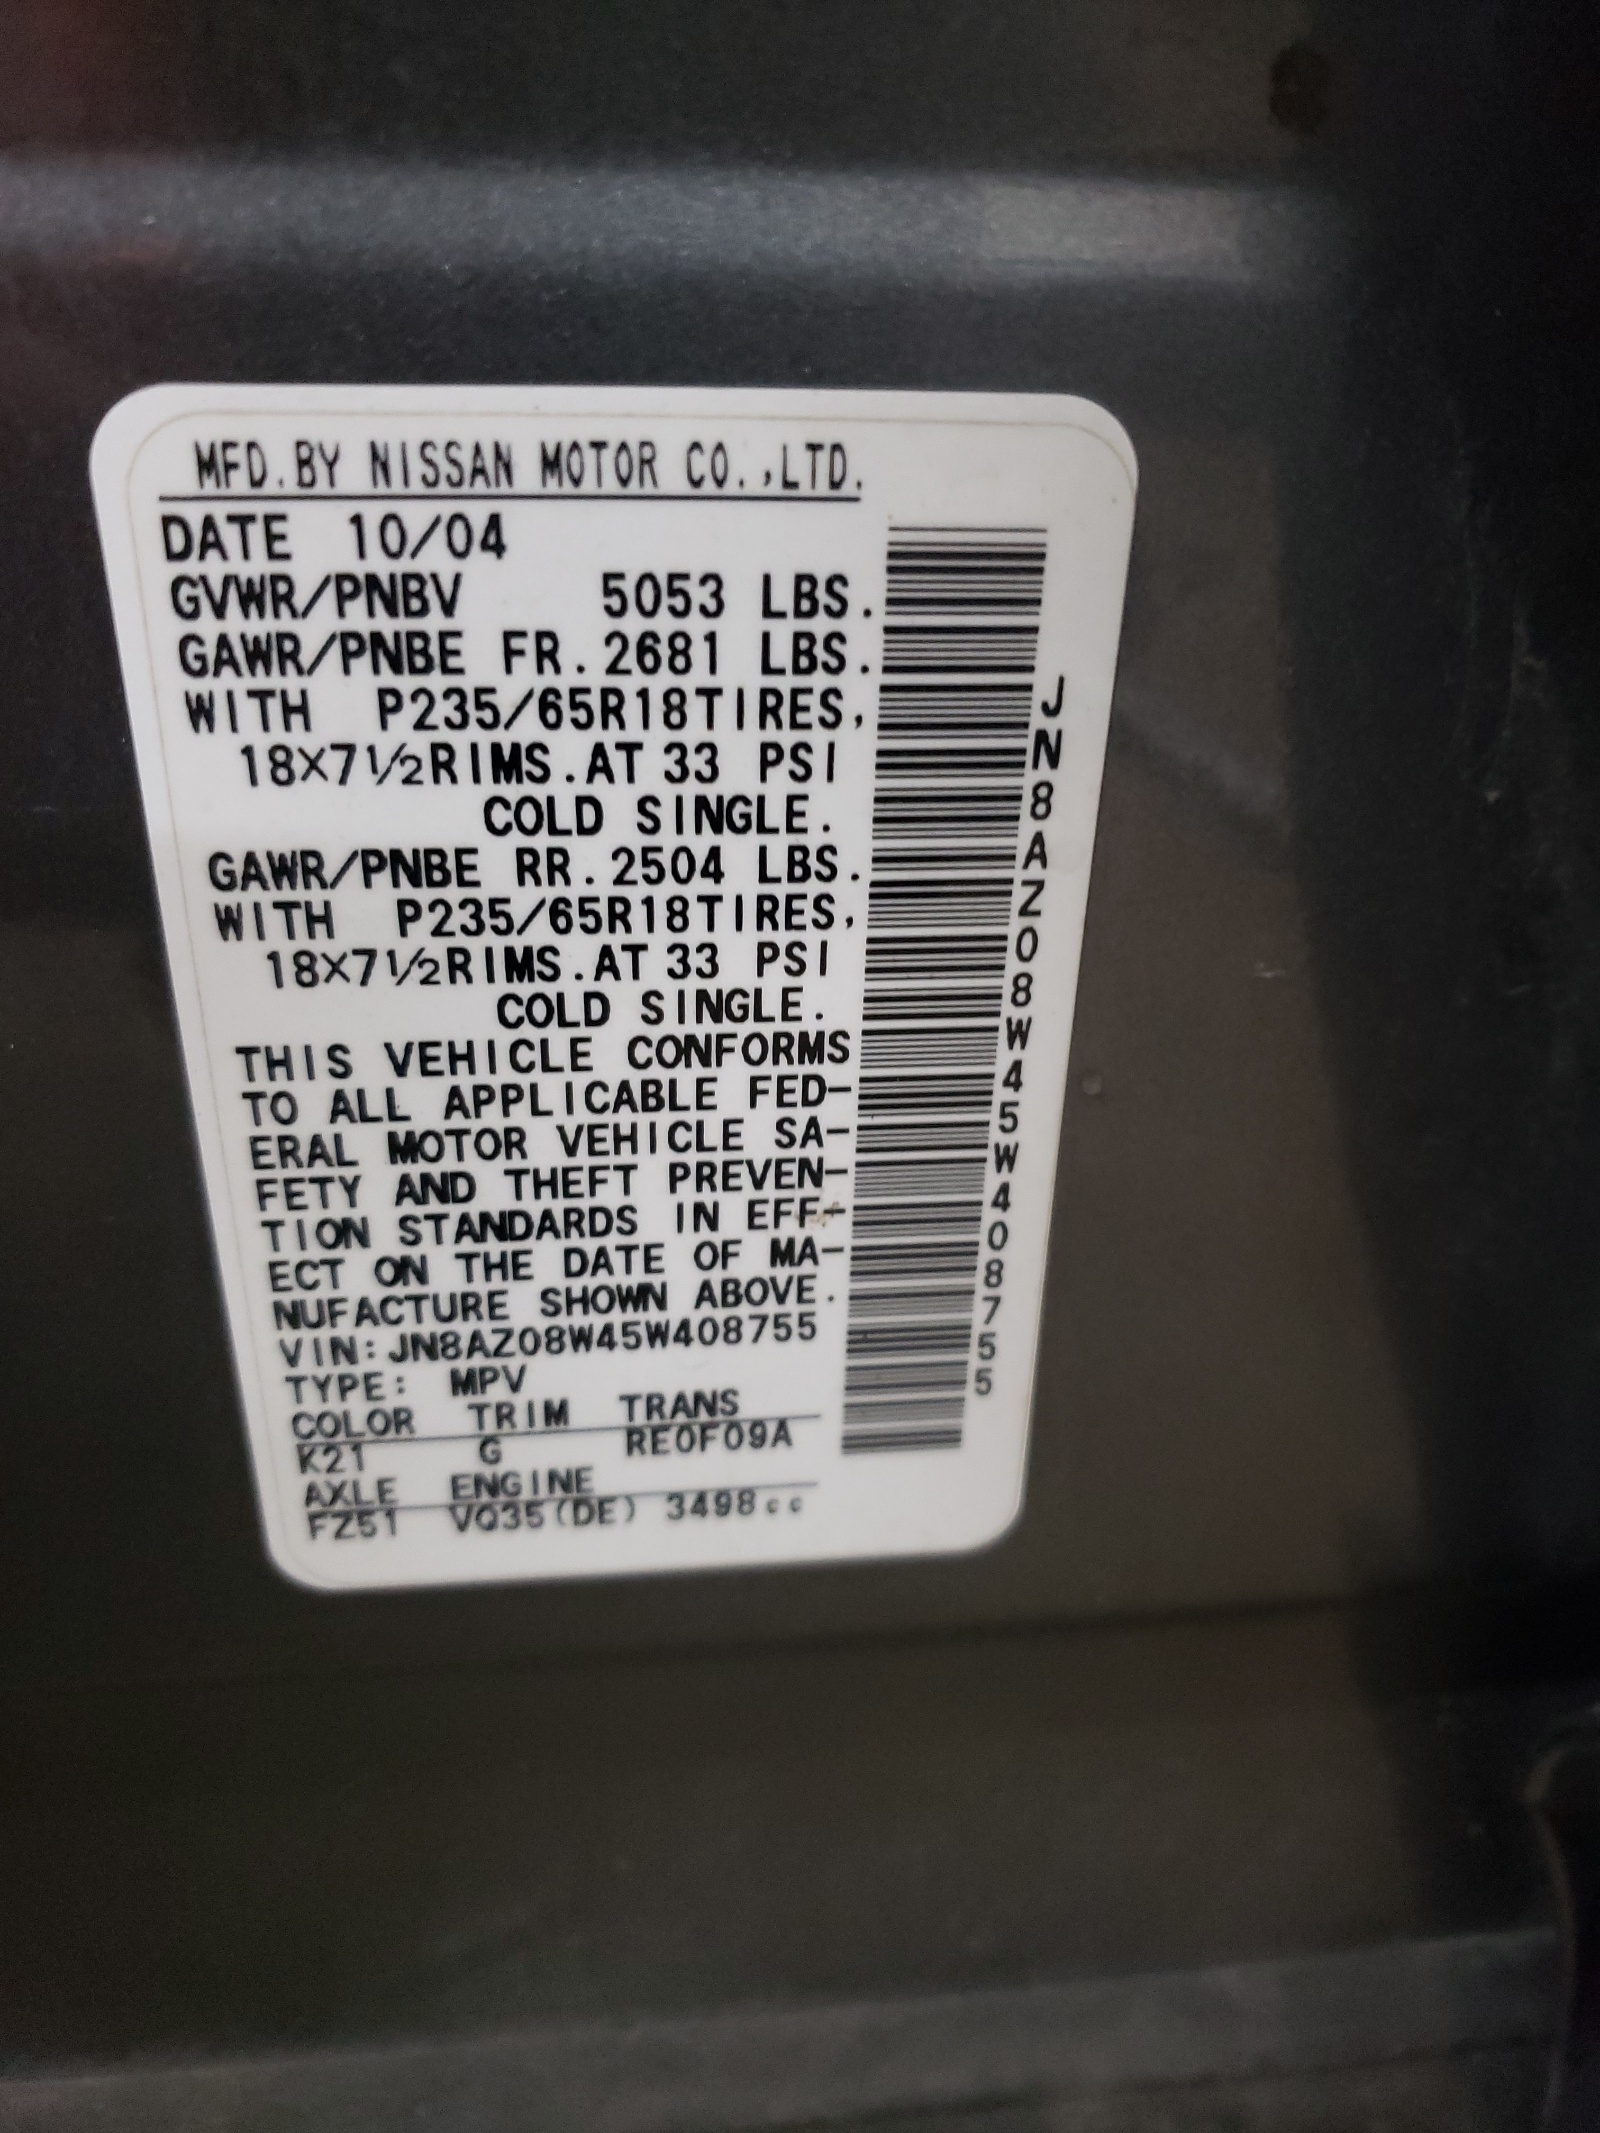 MFD.BY NISSAN MOTOR CO.,LTD.
DATE 10/04
GVWR/PNBV 5053 LBS.
GAWR/PNBE FR.2681 LBS.
WITH P235/65R18TIRES,
18X7½RIMS.AT 33 PSI
COLD SINGLE.
GAWR/PNBE RR.2504 LBS.
WITH P235/65R18TIRES,
18X7½RIMS.AT 33 PSI
COLD SINGLE.
THIS VEHICLE CONFORMS
TO ALL APPLICABLE FED-
ERAL MOTOR VEHICLE SA-
FETY AND THEFT PREVEN-
TION STANDARDS IN EFF-
ECT ON THE DATE OF MA-
NUFACTURE SHOWN ABOVE.
VIN:JN8AZ08W45W408755
TYPE: MPV
COLOR TRIM TRANS
K21 G RE0F09A
AXLE ENGINE
FZ51 VQ35(DE) 3498cc
JN8AZ08W45W408755